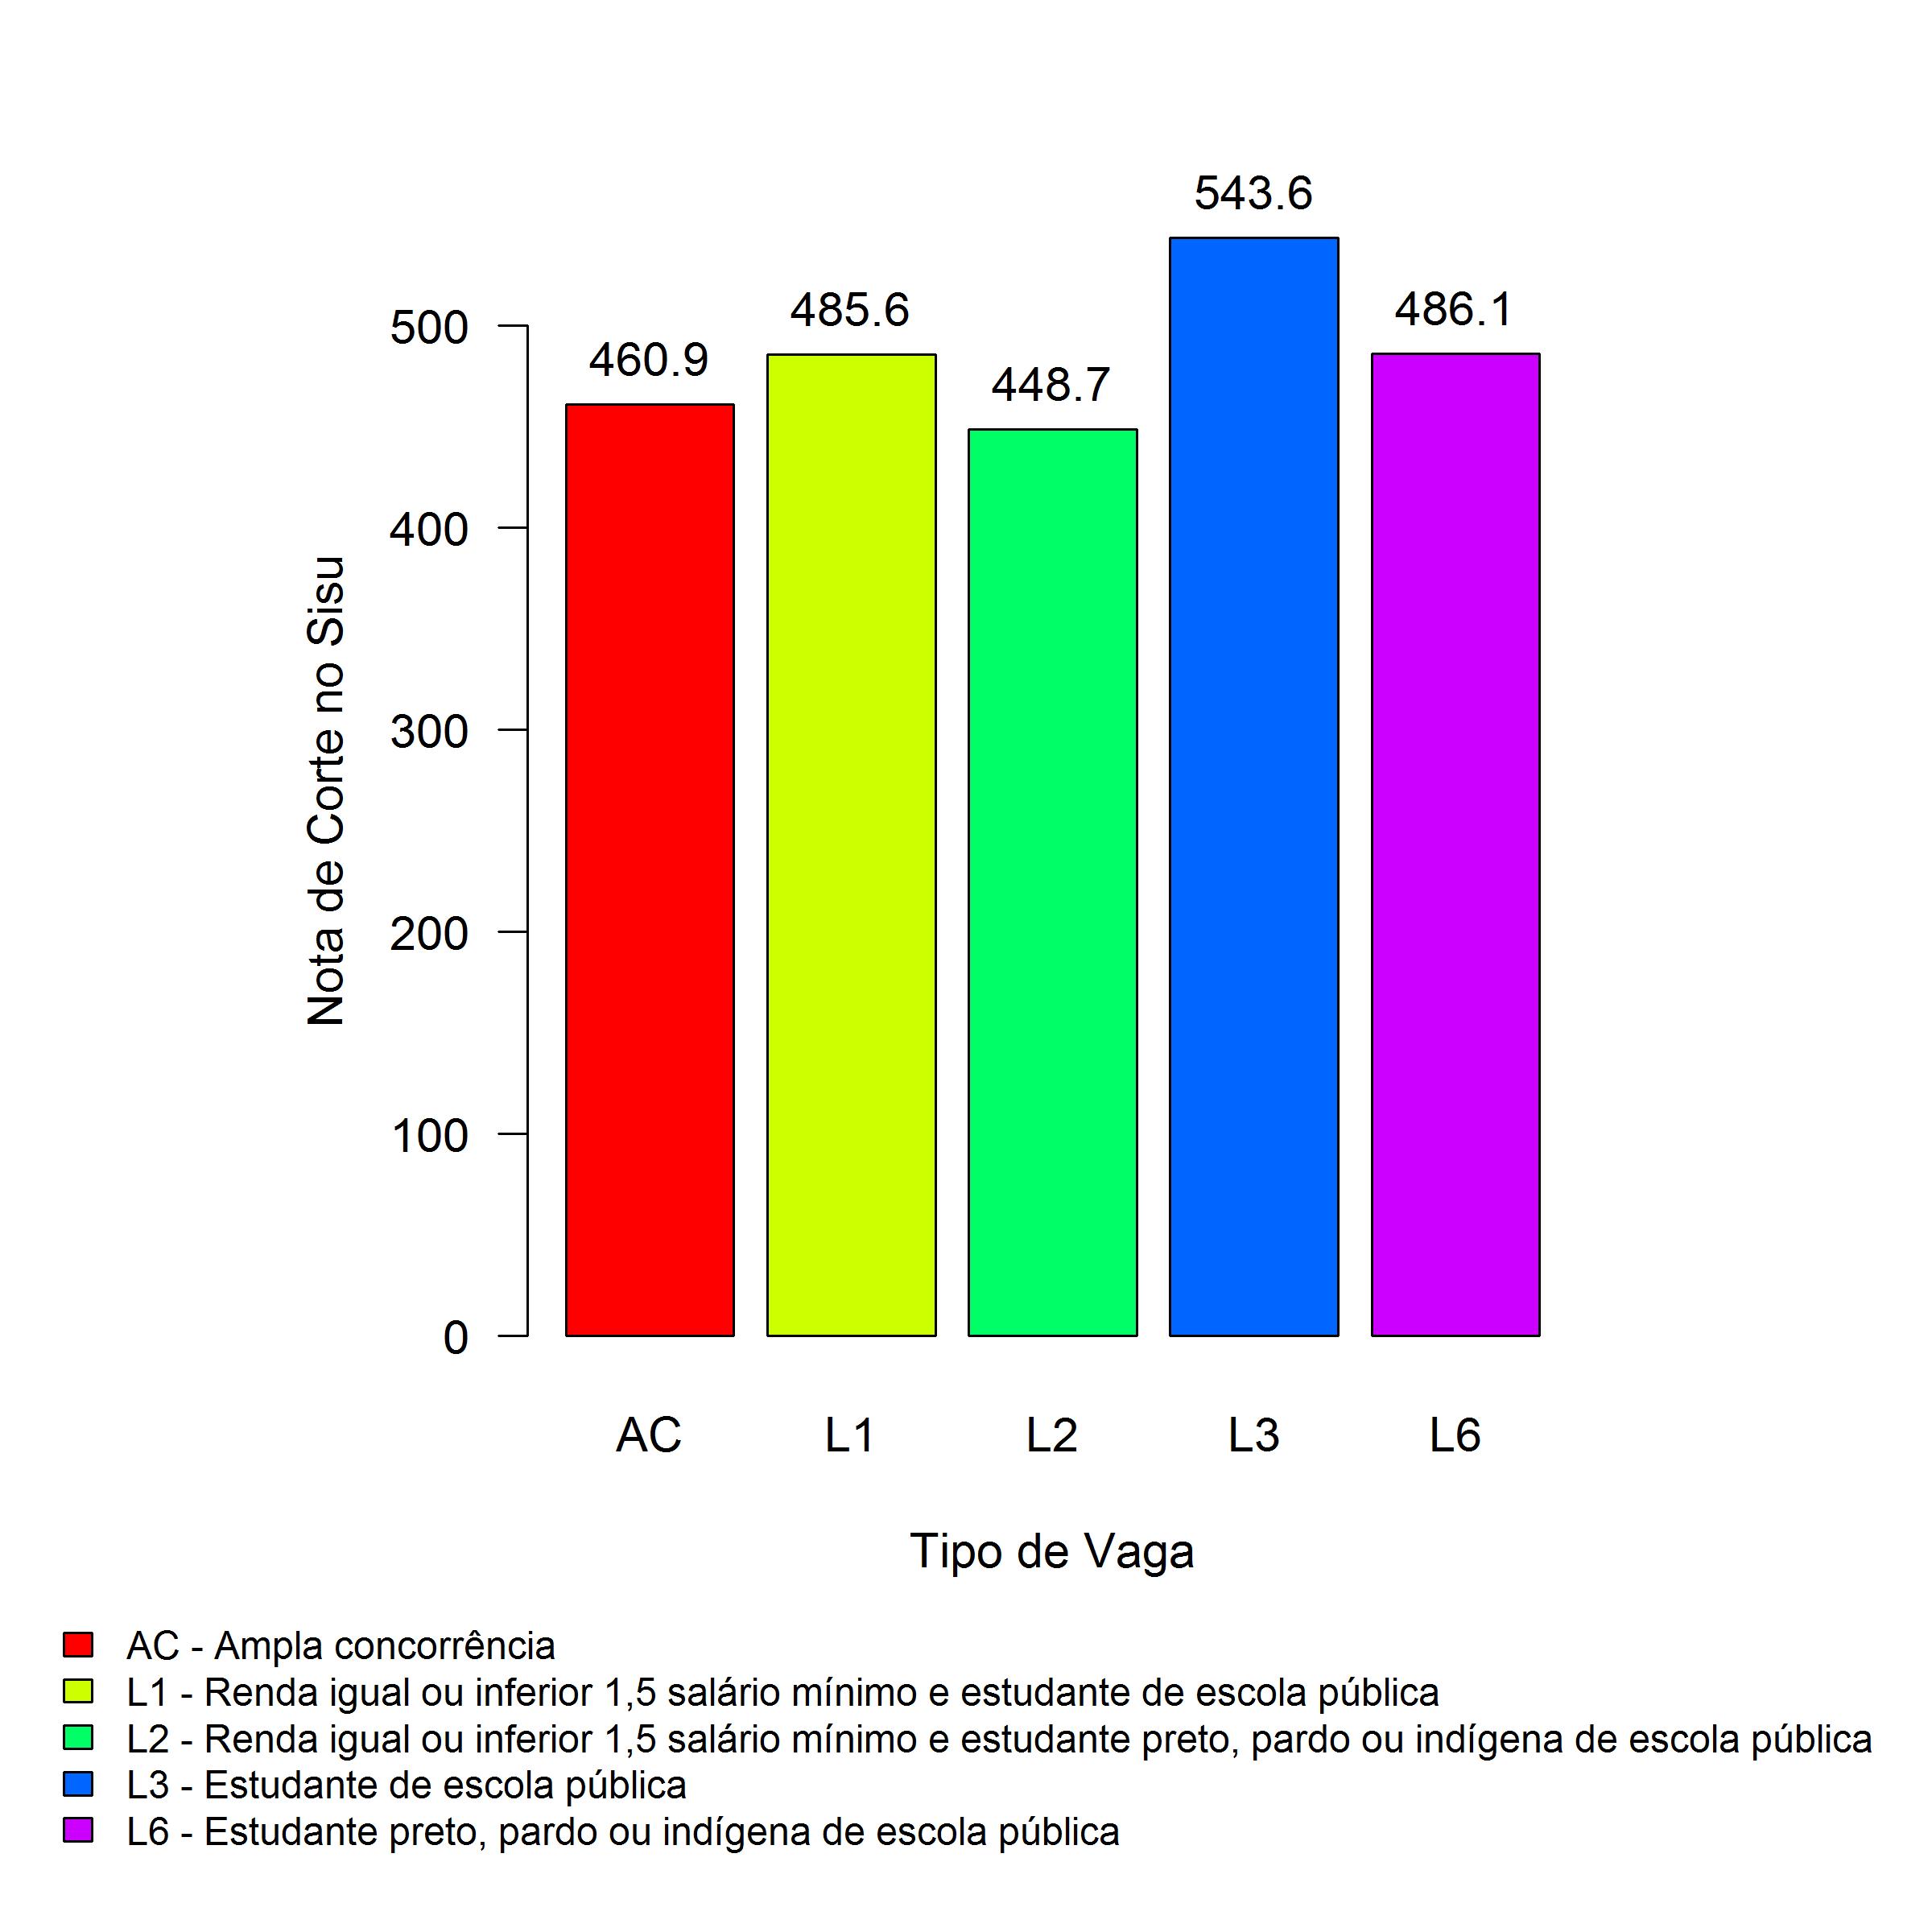 543.6
485.6
486.1
460.9
448.7
500
400
300
200
100
0
Nota de Corte no Sisu
AC
L1
L2
L3
L6
Tipo de Vaga
AC - Ampla concorrência
L1 - Renda igual ou inferior 1,5 salário mínimo e estudante de escola pública
L2 - Renda igual ou inferior 1,5 salário mínimo e estudante preto, pardo ou indígena de escola pública
L3 - Estudante de escola pública
L6 - Estudante preto, pardo ou indígena de escola pública